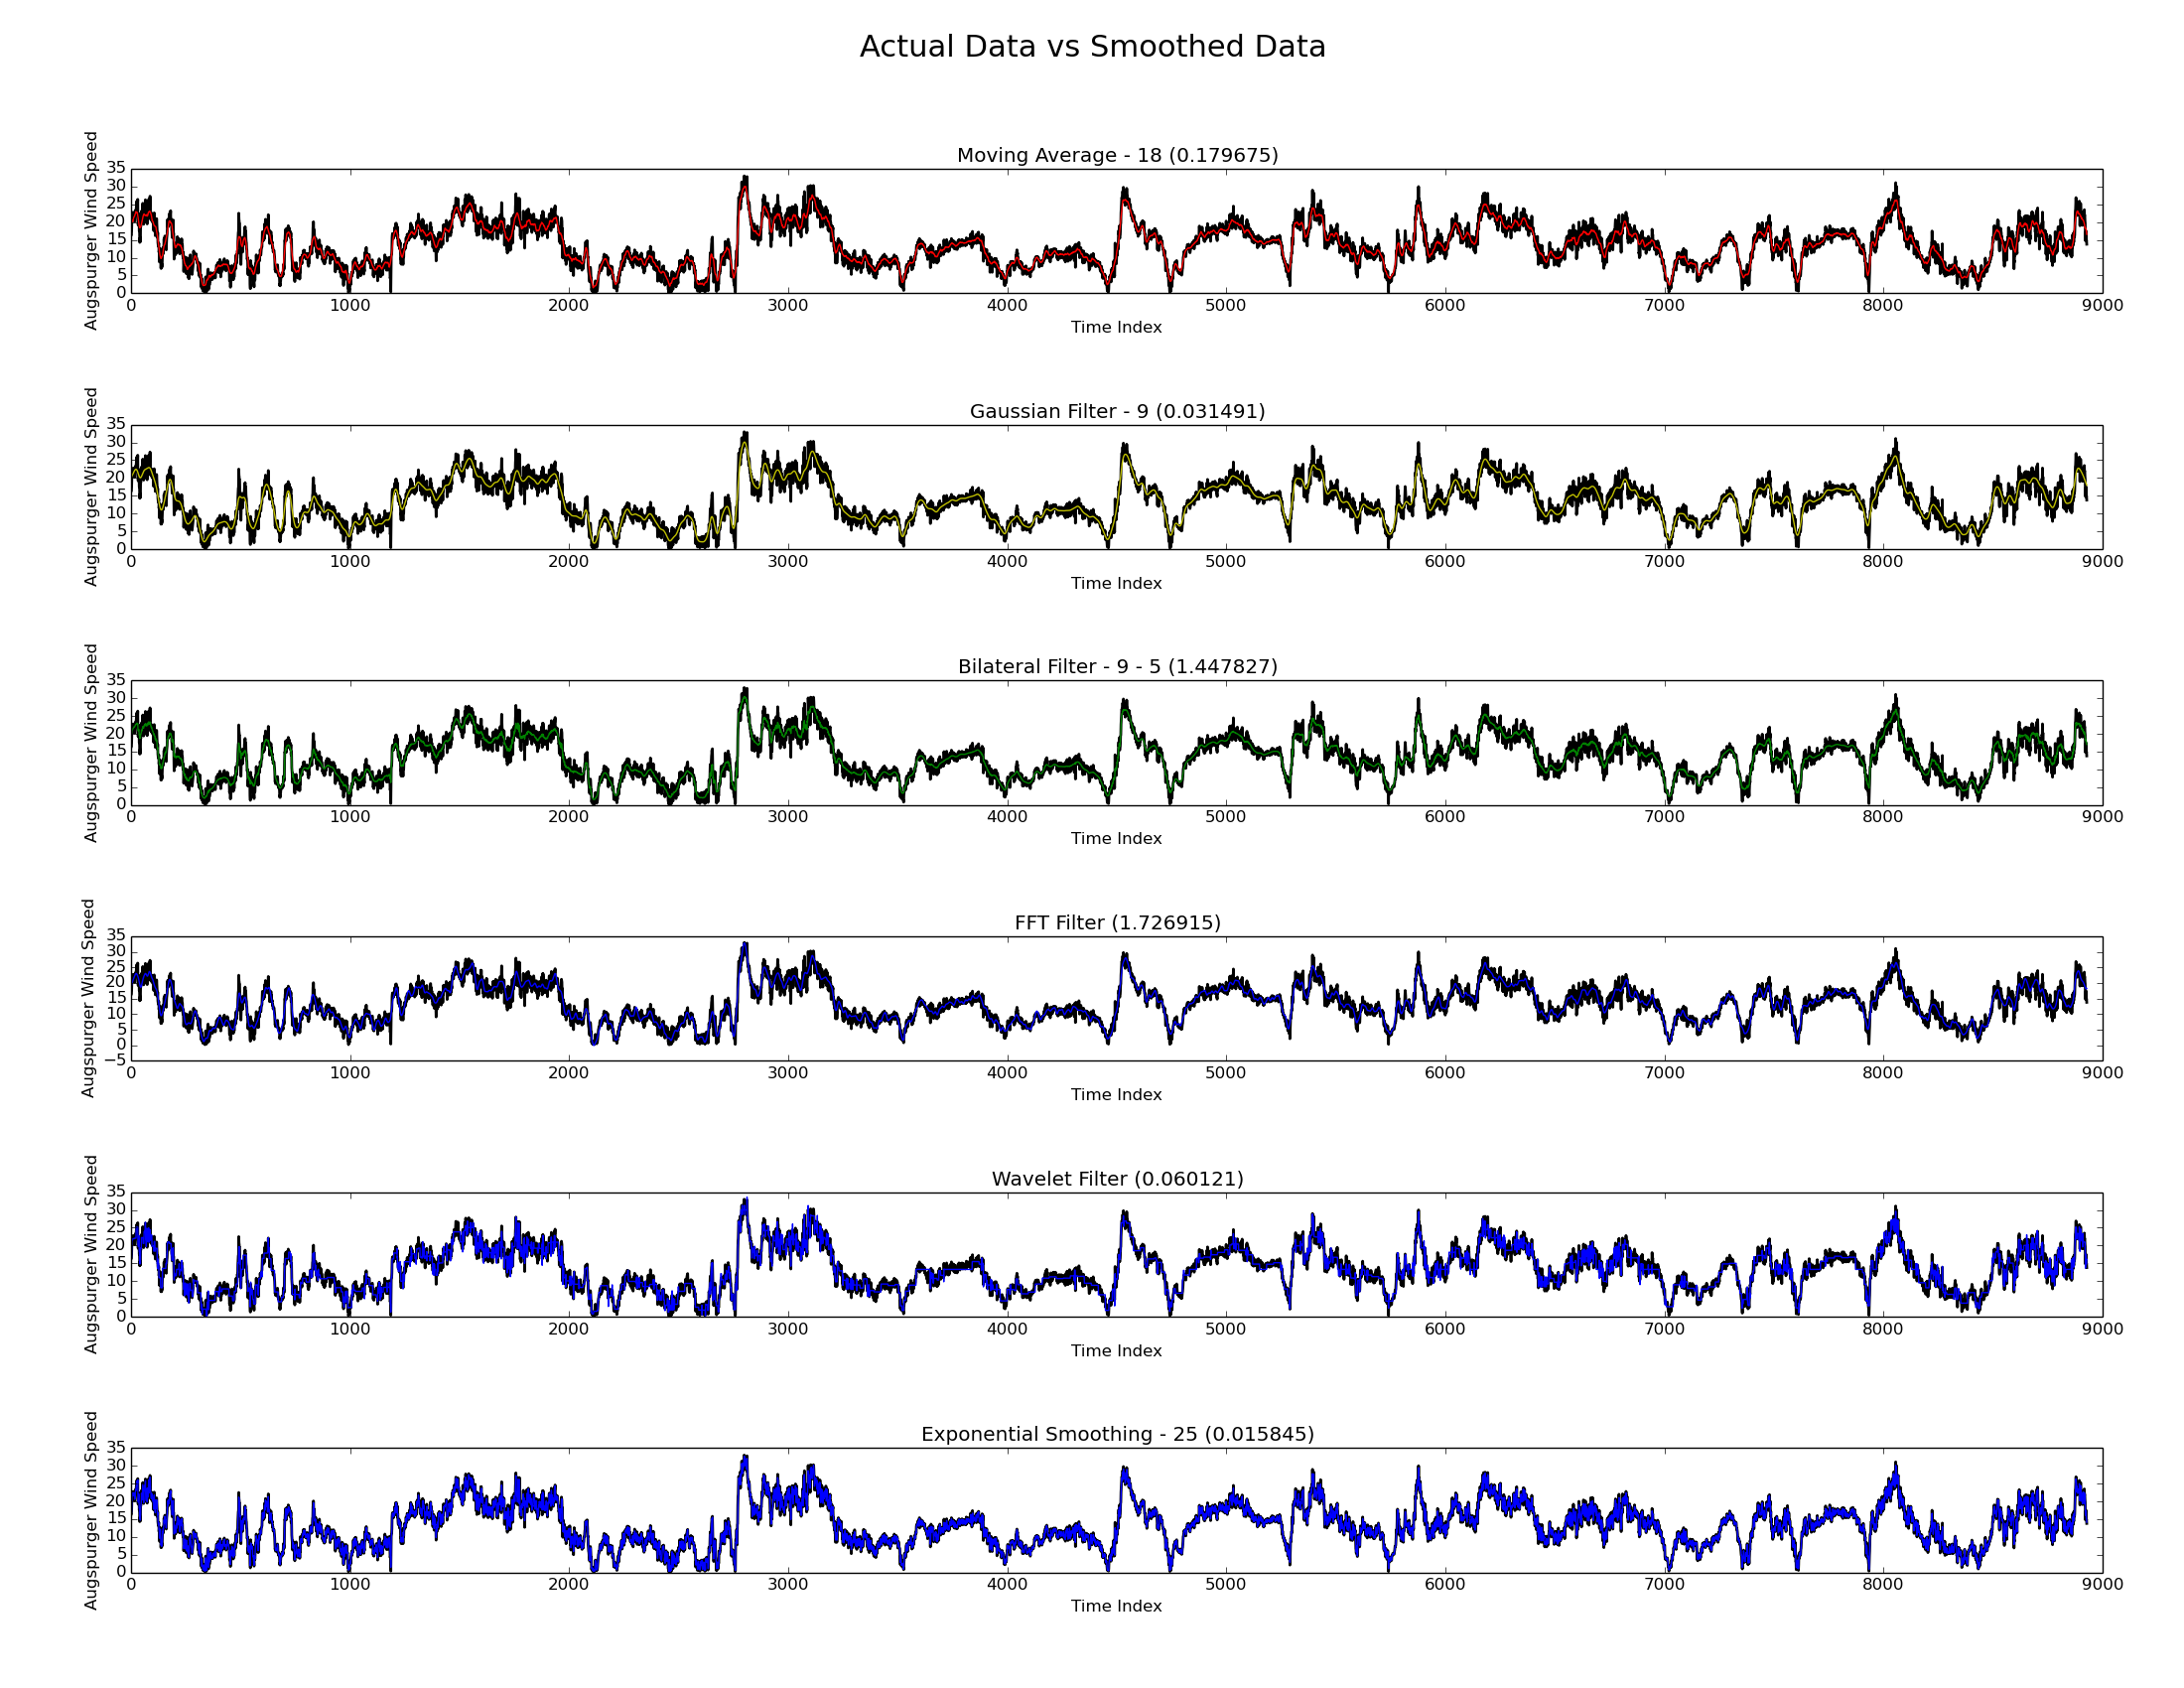 Actual Data vs Smoothed Data
Moving Average - 18 (0.179675)
Augspurger Wind Speed
35
30
25
20
15
10
5
0
0 1000 2000 3000 4000 5000 6000 7000 8000 9000
Time Index
Gaussian Filter - 9 (0.031491)
Augspurger Wind Speed
35
30
25
20
15
10
5
0
0 1000 2000 3000 4000 5000 6000 7000 8000 9000
Time Index
Bilateral Filter - 9 - 5 (1.447827)
Augspurger Wind Speed
35
30
25
20
15
10
5
0
0 1000 2000 3000 4000 5000 6000 7000 8000 9000
Time Index
FFT Filter (1.726915)
Augspurger Wind Speed
35
30
25
20
15
10
5
0
−5
0 1000 2000 3000 4000 5000 6000 7000 8000 9000
Time Index
Wavelet Filter (0.060121)
Augspurger Wind Speed
35
30
25
20
15
10
5
0
0 1000 2000 3000 4000 5000 6000 7000 8000 9000
Time Index
Exponential Smoothing - 25 (0.015845)
Augspurger Wind Speed
35
30
25
20
15
10
5
0
0 1000 2000 3000 4000 5000 6000 7000 8000 9000
Time Index